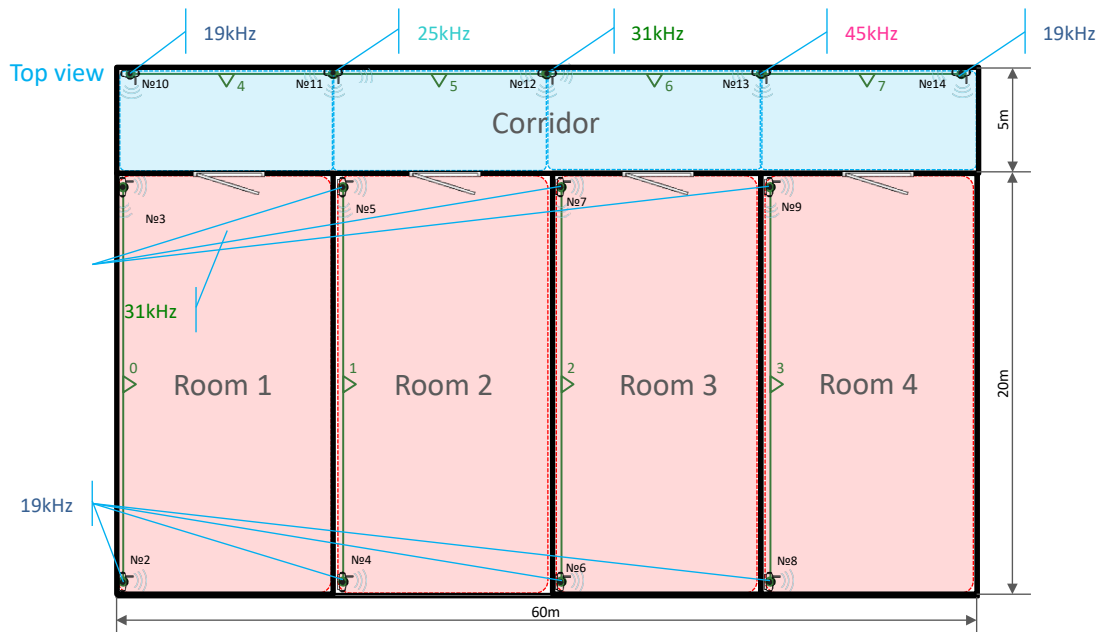 19kHz
25kHz
31kHz
45kHz
19kHz
Top view
№10
4
№11
5
№12
6
№13
7
№14
Corridor
5m
№3
№5
№7
№9
31kHz
0
1
2
3
Room 1
Room 2
Room 3
Room 4
20m
19kHz
№2
№4
№6
№8
60m